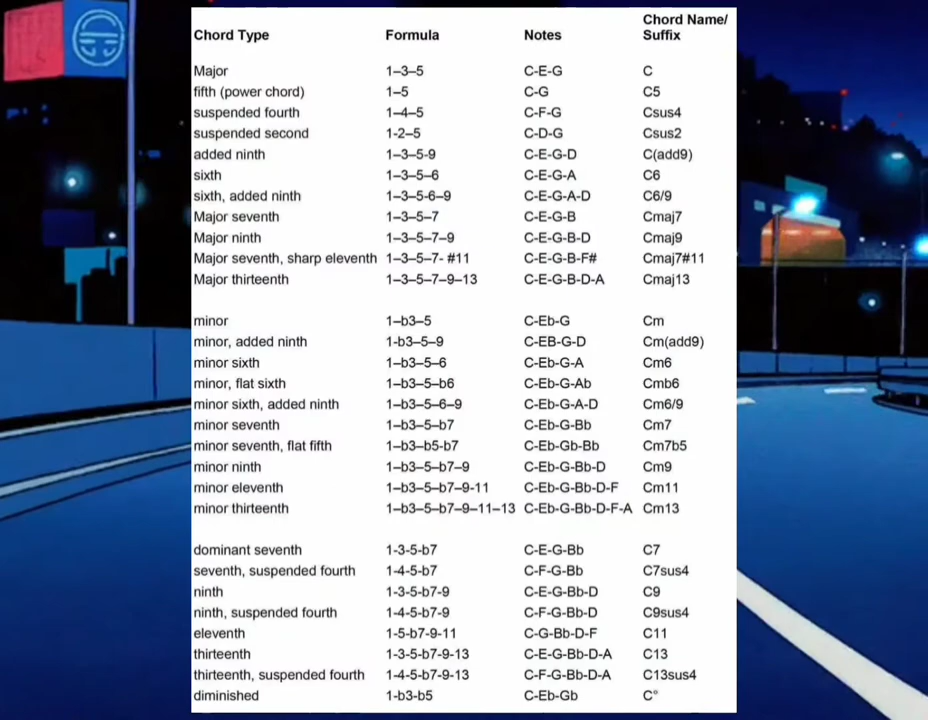 Chord Type Formula Notes Chord Name/
Suffix
Major 1–3–5 C-E-G C
fifth (power chord) 1–5 C-G C5
suspended fourth 1–4–5 C-F-G Csus4
suspended second 1-2–5 C-D-G Csus2
added ninth 1–3–5-9 C-E-G-D C(add9)
sixth 1–3–5–6 C-E-G-A C6
sixth, added ninth 1–3–5-6–9 C-E-G-A-D C6/9
Major seventh 1–3–5–7 C-E-G-B Cmaj7
Major ninth 1–3–5–7–9 C-E-G-B-D Cmaj9
Major seventh, sharp eleventh 1–3–5–7- #11 C-E-G-B-F# Cmaj7#11
Major thirteenth 1–3–5–7–9–13 C-E-G-B-D-A Cmaj13
minor 1–b3–5 C-Eb-G Cm
minor, added ninth 1-b3–5–9 C-EB-G-D Cm(add9)
minor sixth 1–b3–5–6 C-Eb-G-A Cm6
minor, flat sixth 1–b3–5–b6 C-Eb-G-Ab Cmb6
minor sixth, added ninth 1–b3–5–6–9 C-Eb-G-A-D Cm6/9
minor seventh 1–b3–5–b7 C-Eb-G-Bb Cm7
minor seventh, flat fifth 1–b3–b5-b7 C-Eb-Gb-Bb Cm7b5
minor ninth 1–b3–5–b7–9 C-Eb-G-Bb-D Cm9
minor eleventh 1–b3–5–b7–9-11 C-Eb-G-Bb-D-F Cm11
minor thirteenth 1–b3–5–b7–9–11–13 C-Eb-G-Bb-D-F-A Cm13
dominant seventh 1-3-5-b7 C-E-G-Bb C7
seventh, suspended fourth 1-4-5-b7 C-F-G-Bb C7sus4
ninth 1-3-5-b7-9 C-E-G-Bb-D C9
ninth, suspended fourth 1-4-5-b7-9 C-F-G-Bb-D C9sus4
eleventh 1-5-b7-9-11 C-G-Bb-D-F C11
thirteenth 1-3-5-b7-9-13 C-E-G-Bb-D-A C13
thirteenth, suspended fourth 1-4-5-b7-9-13 C-F-G-Bb-D-A C13sus4
diminished 1-b3-b5 C-Eb-Gb C°